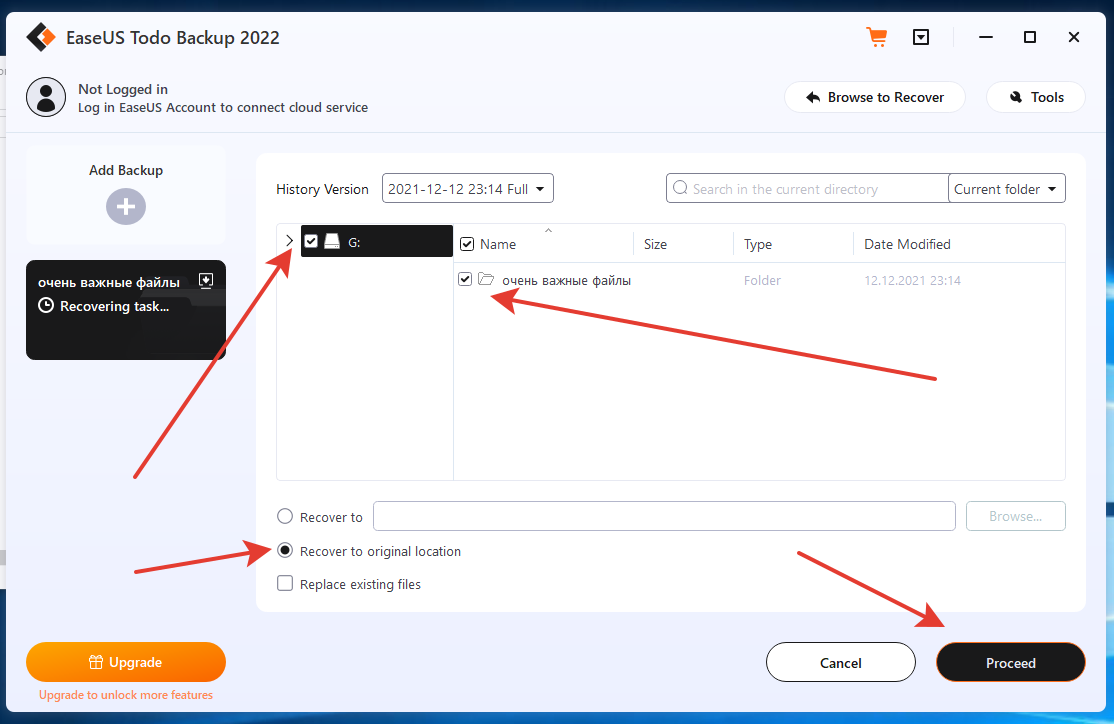 EaseUS Todo Backup 2022
Not Logged in
Log in EaseUS Account to connect cloud service
Browse to Recover
Tools
Add Backup
очень важные файлы
Recovering task...
History Version
2021-12-12 23:14 Full
Search in the current directory
Current folder
G:
Name
Size
Type
Date Modified
очень важные файлы
Folder
12.12.2021 23:14
Recover to
Browse...
Recover to original location
Replace existing files
Upgrade
Upgrade to unlock more features
Cancel
Proceed